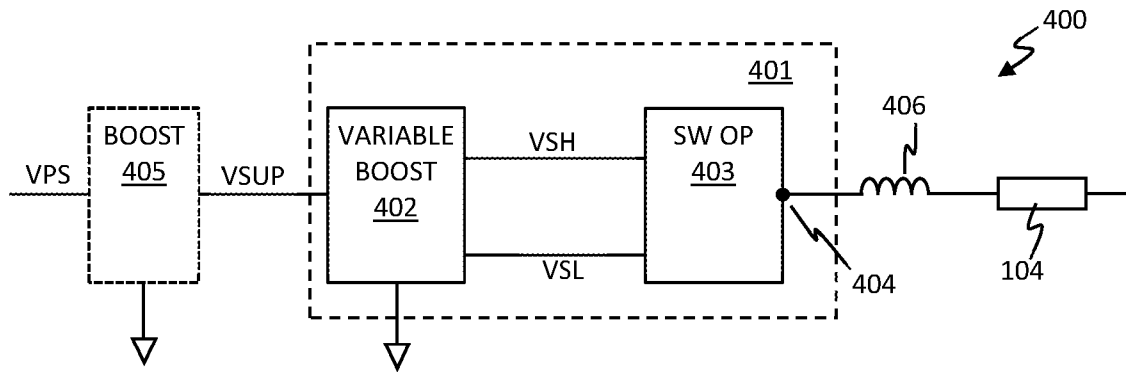 400
401
406
BOOST
405
VARIABLE
BOOST
402
SW OP
403
VPS
VSUP
VSH
VSL
404
104